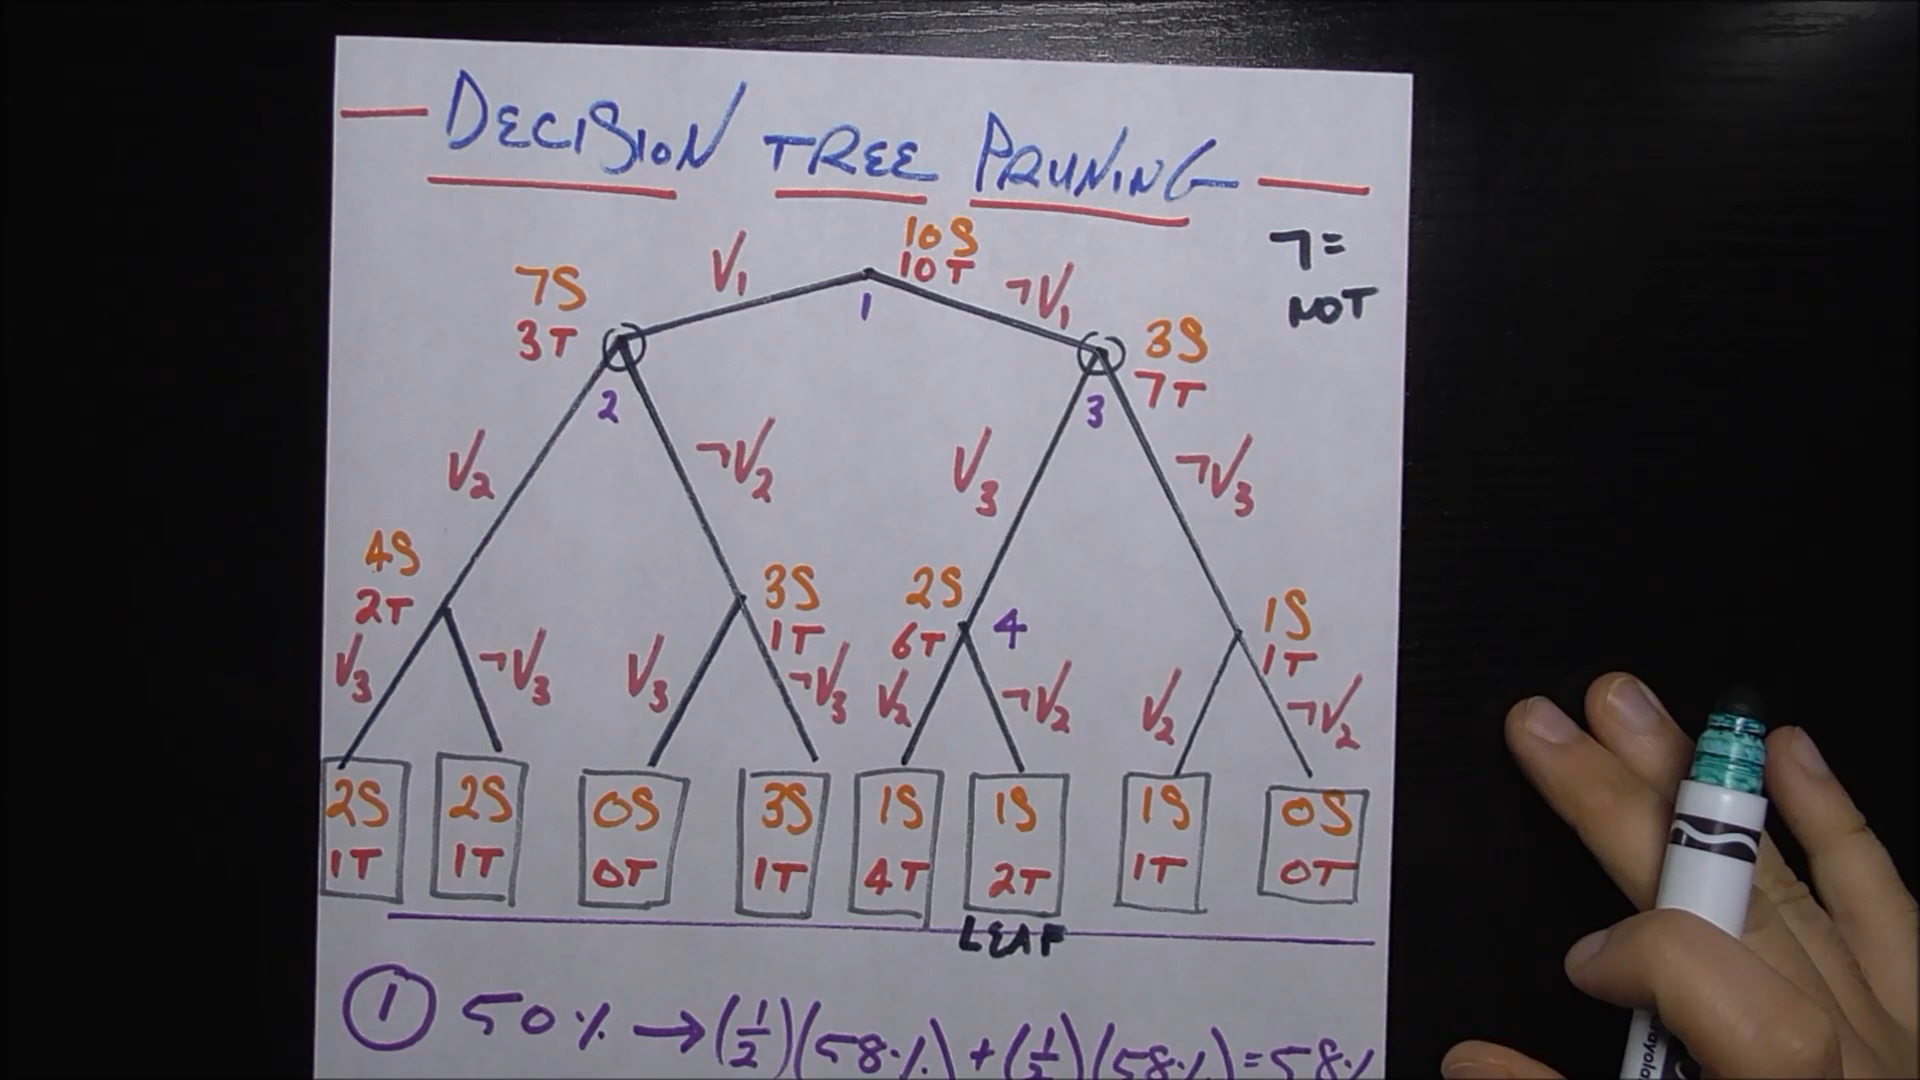 DECISION TREE PRUNING
10S
10T
¬ =
NOT
V1
¬V1
1
7S
3T
3S
7T
2
3
V2
¬V2
V3
¬V3
4S
2T
3S
1T
2S
6T
4
1S
1T
V3
¬V3
V3
¬V3
V2
¬V2
V2
¬V2
2S
1T
2S
1T
0S
0T
3S
1T
1S
4T
1S
2T
1S
1T
0S
0T
LEAF
1 50% → (1/2)(58%) + (1/2)(58%) = 58%